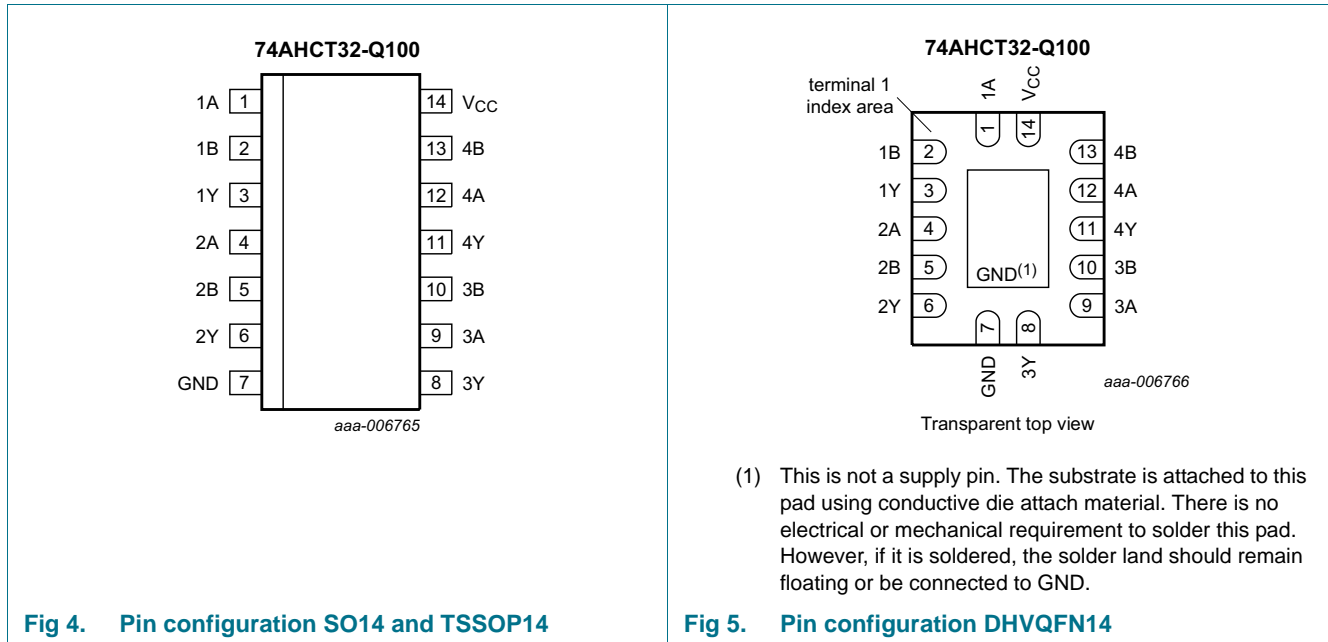 74AHCT32-Q100
1A 1 14 VCC
1B 2 13 4B
1Y 3 12 4A
2A 4 11 4Y
2B 5 10 3B
2Y 6 9 3A
GND 7 8 3Y
aaa-006765
Fig 4. Pin configuration SO14 and TSSOP14
74AHCT32-Q100
terminal 1
index area
1A VCC
1 14
1B 2 13 4B
1Y 3 12 4A
2A 4 11 4Y
2B 5 10 3B
GND(1)
2Y 6 9 3A
7 8
GND 3Y
aaa-006766
Transparent top view
(1) This is not a supply pin. The substrate is attached to this
pad using conductive die attach material. There is no
electrical or mechanical requirement to solder this pad.
However, if it is soldered, the solder land should remain
floating or be connected to GND.
Fig 5. Pin configuration DHVQFN14